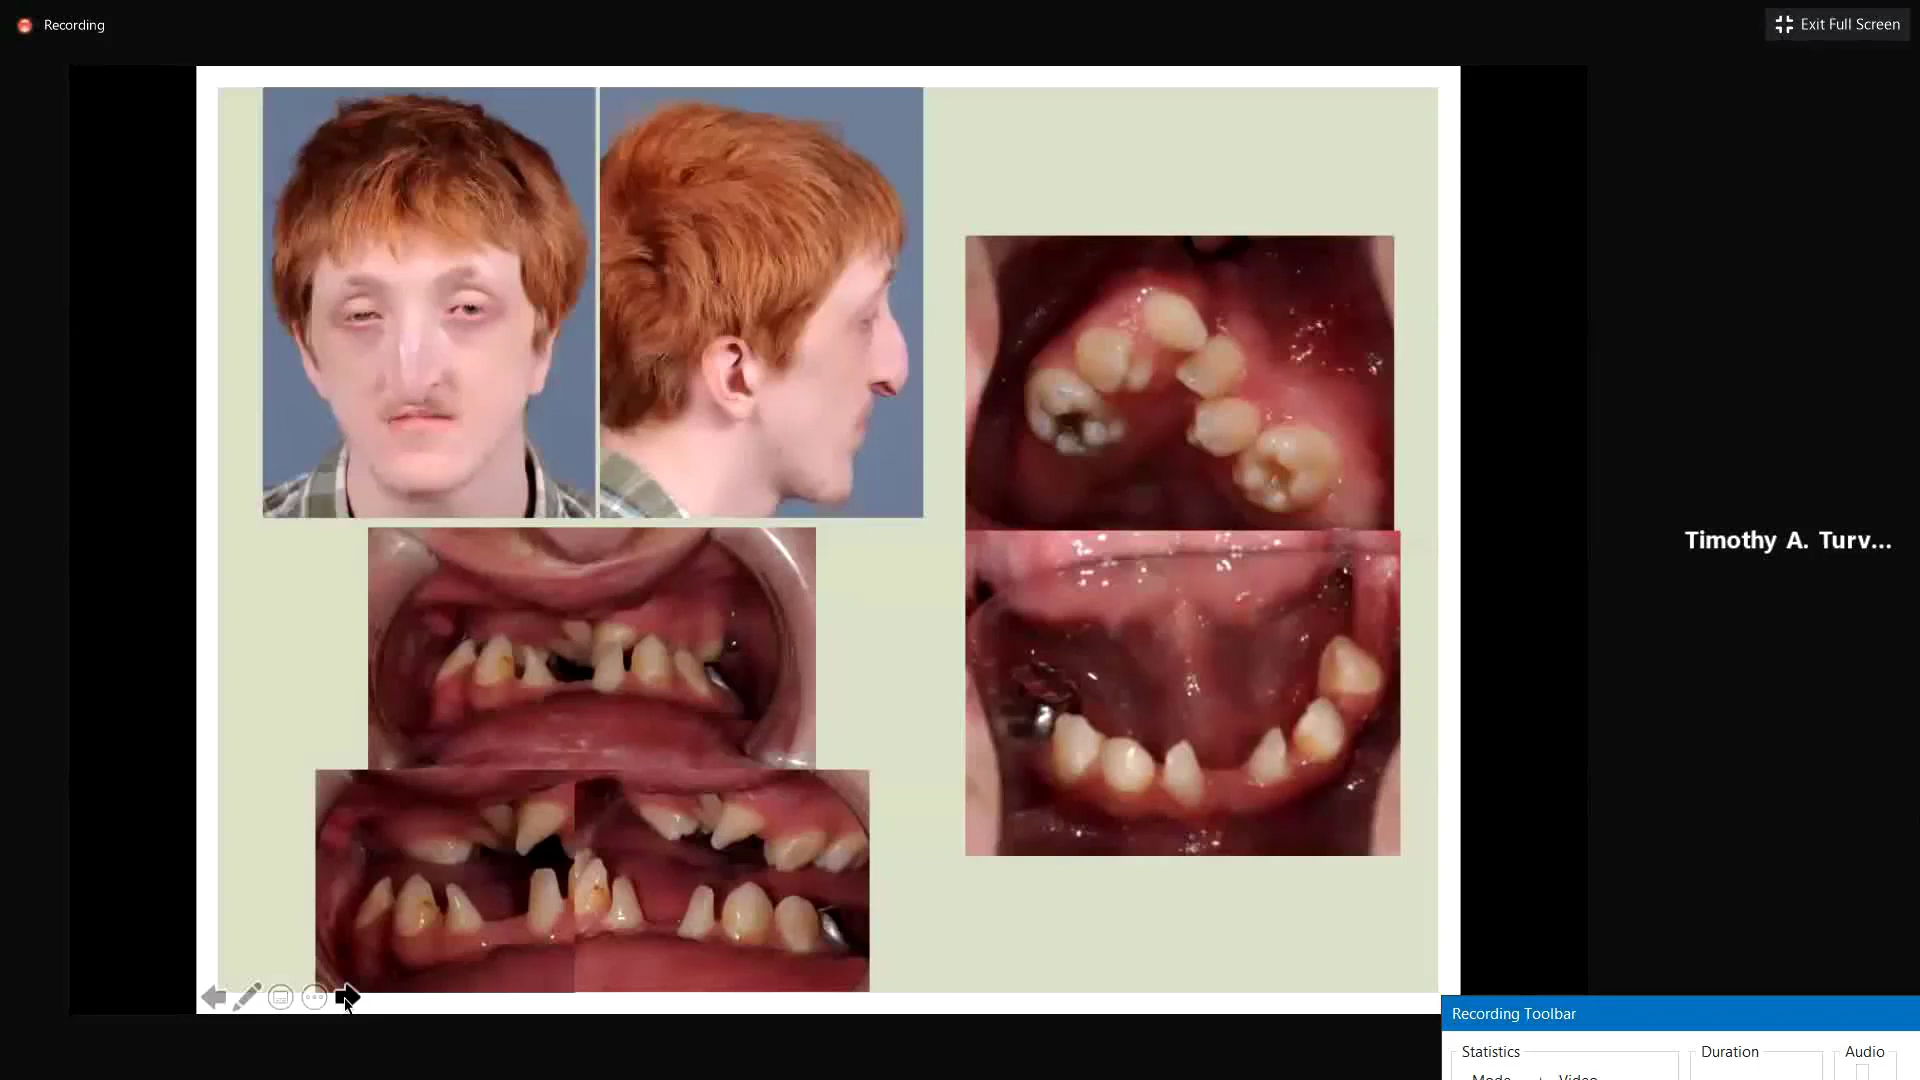 Recording
Exit Full Screen
Timothy A. Turv...
Recording Toolbar
Statistics
Duration
Audio